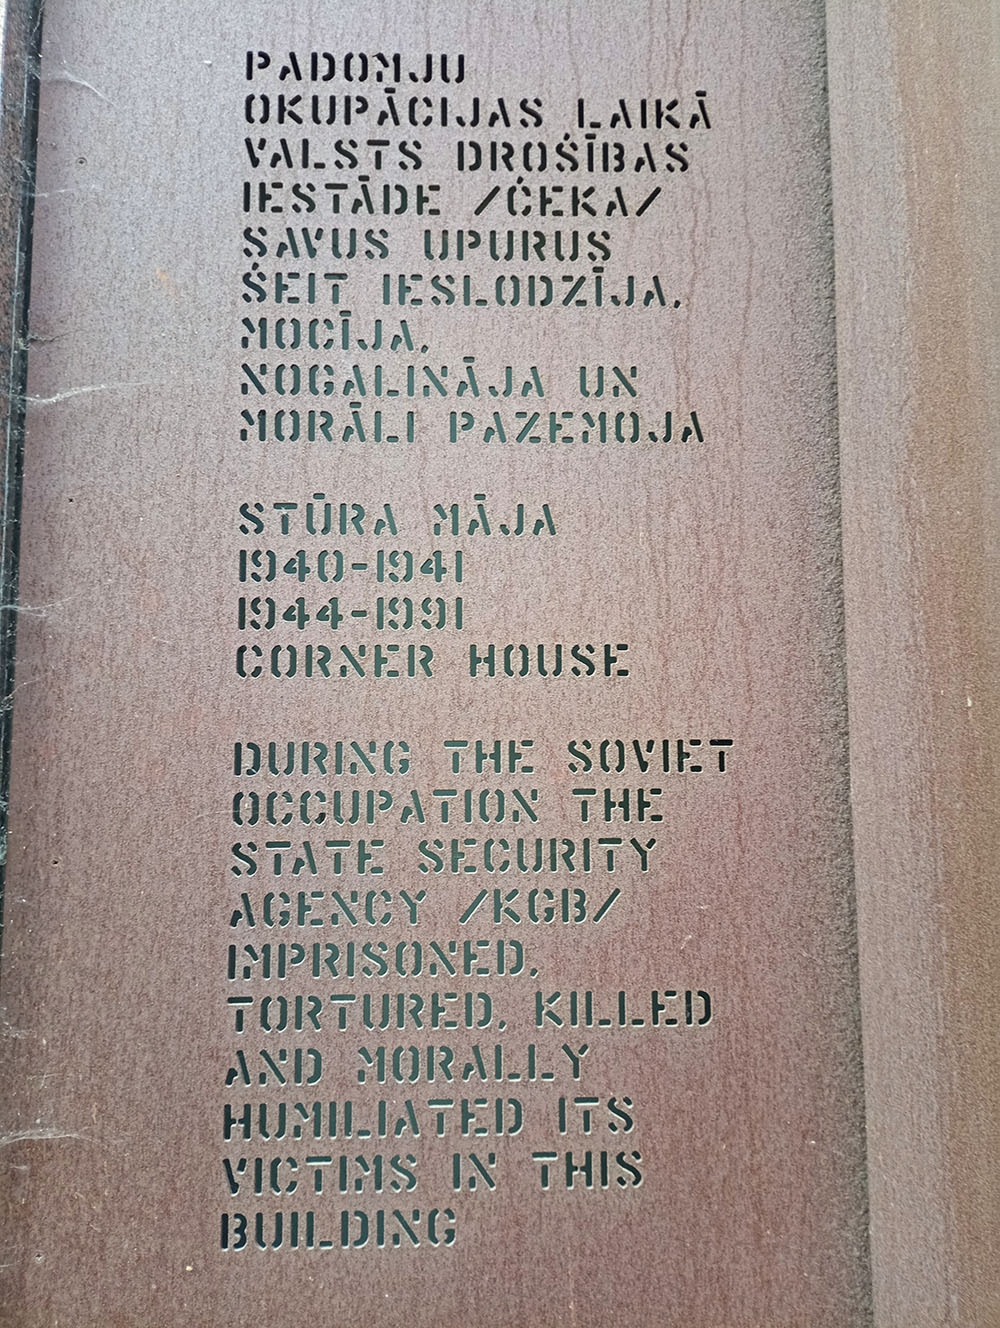 PADOMJU
OKUPĀCIJAS LAIKĀ
VALSTS DROŠĪBAS
IESTĀDE /ČEKA/
SAVUS UPURUS
ŠEIT IESLODZĪJA,
MOCĪJA,
NOGALINĀJA UN
MORĀLI PAZEMOJA
STŪRA MĀJA
1940-1941
1944-1991
CORNER HOUSE
DURING THE SOVIET
OCCUPATION THE
STATE SECURITY
AGENCY /KGB/
IMPRISONED,
TORTURED, KILLED
AND MORALLY
HUMILIATED ITS
VICTIMS IN THIS
BUILDING